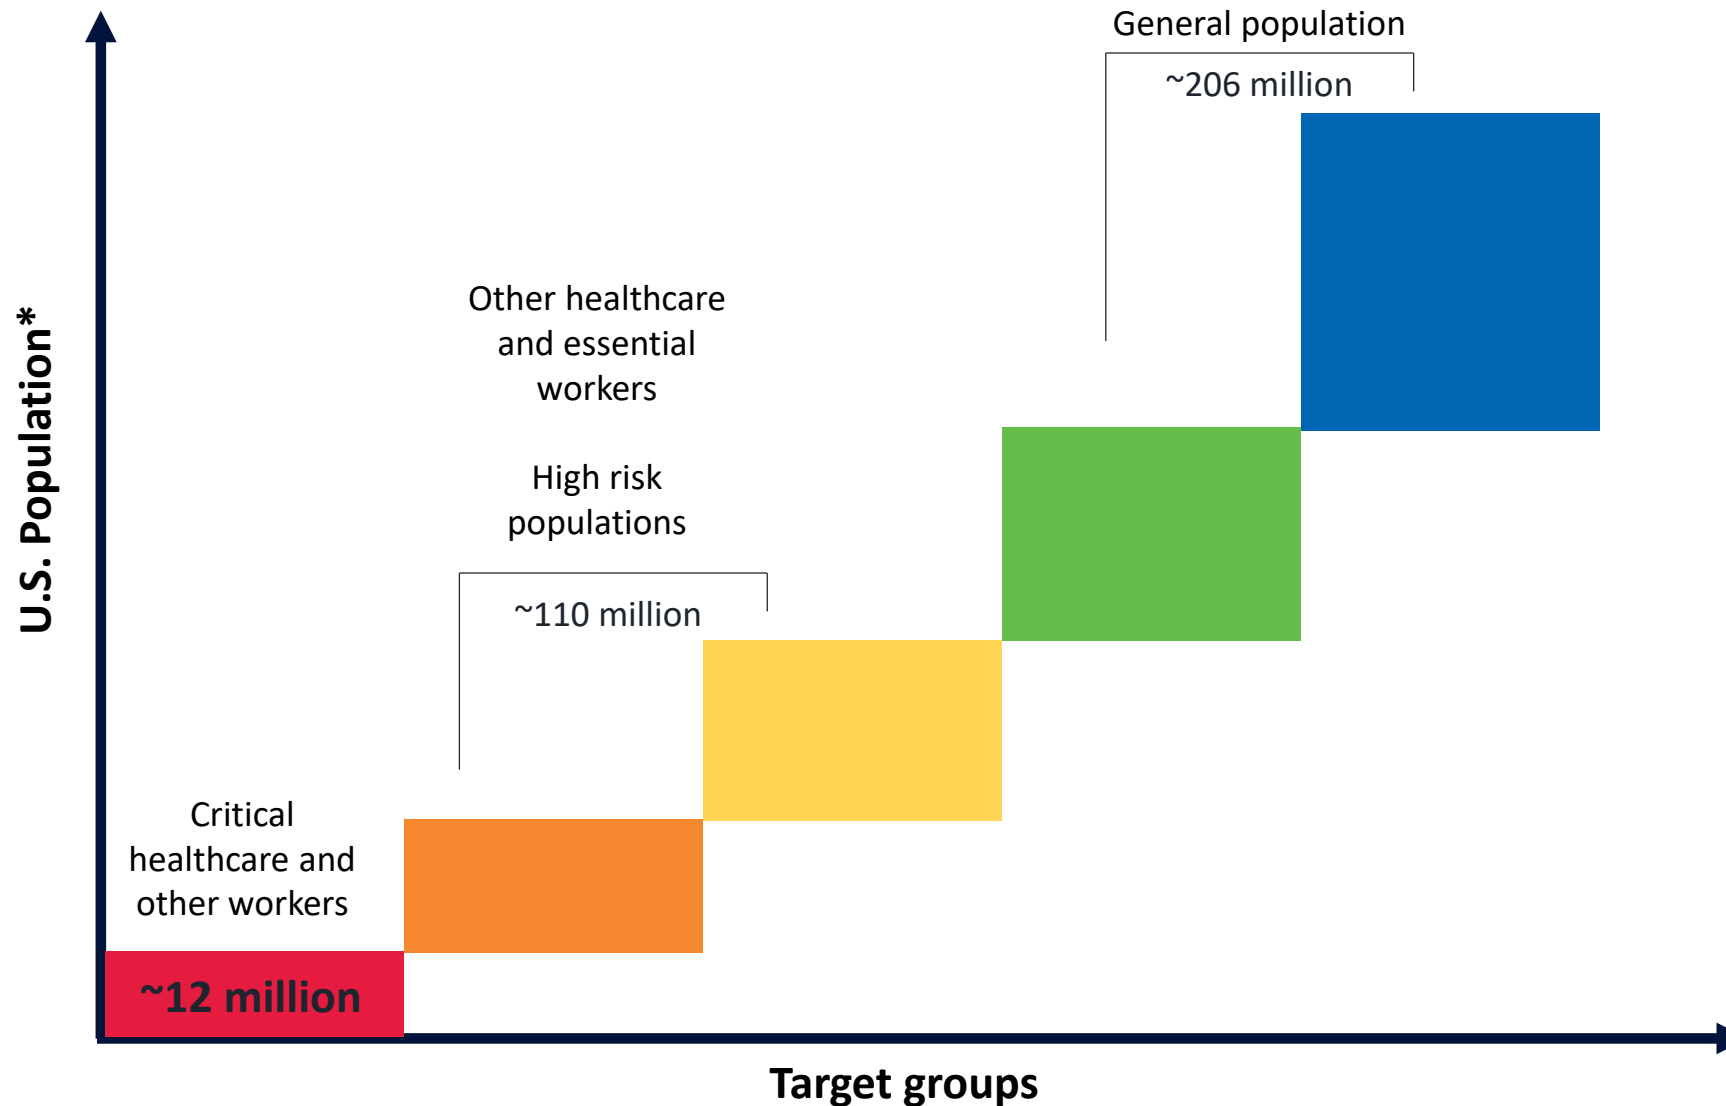 General population
~206 million
Other healthcare
and essential
workers
High risk
populations
~110 million
Critical
healthcare and
other workers
~12 million
U.S. Population*
Target groups